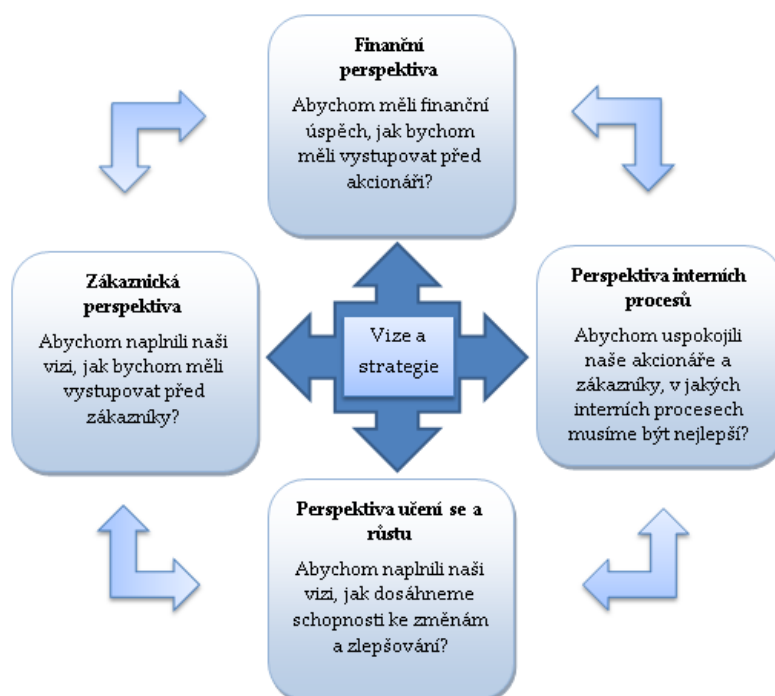 Finanční
perspektiva
Abychom měli finanční
úspěch, jak bychom
měli vystupovat před
akcionáři?
Zákaznická
perspektiva
Abychom naplnili naši
vizi, jak bychom měli
vystupovat před
zákazníky?
Vize a
strategie
Perspektiva interních
procesů
Abychom uspokojili
naše akcionáře a
zákazníky, v jakých
interních procesech
musíme být nejlepší?
Perspektiva učení se a
růstu
Abychom naplnili naši
vizi, jak dosáhneme
schopnosti ke změnám
a zlepšování?